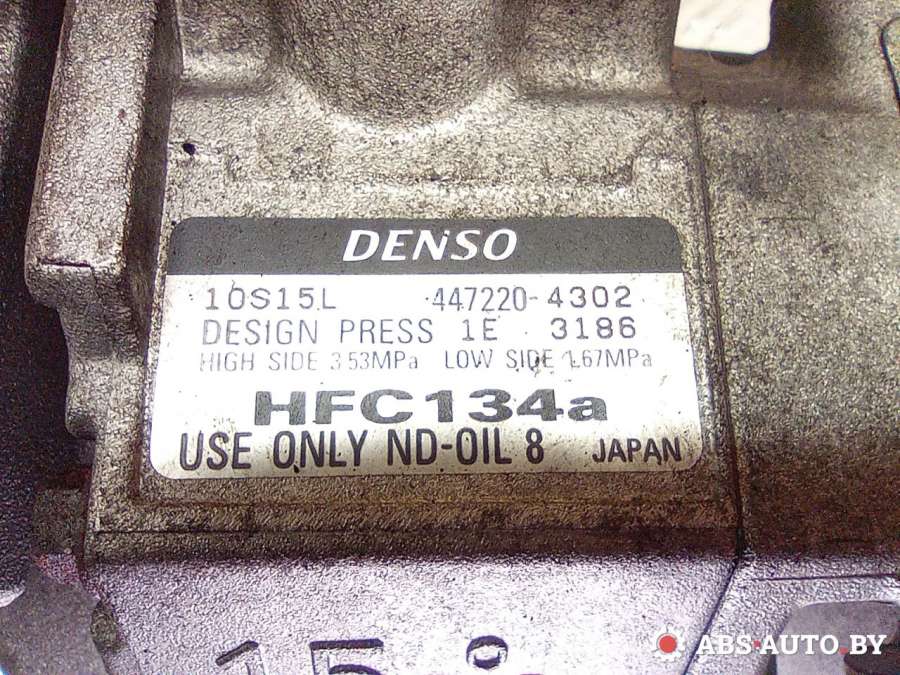 DENSO
10S15L 447220-4302
DESIGN PRESS 1E 3186
HIGH SIDE 3.53MPa LOW SIDE 1.67MPa
HFC134a
USE ONLY ND-OIL 8 JAPAN
ABS-AUTO.BY